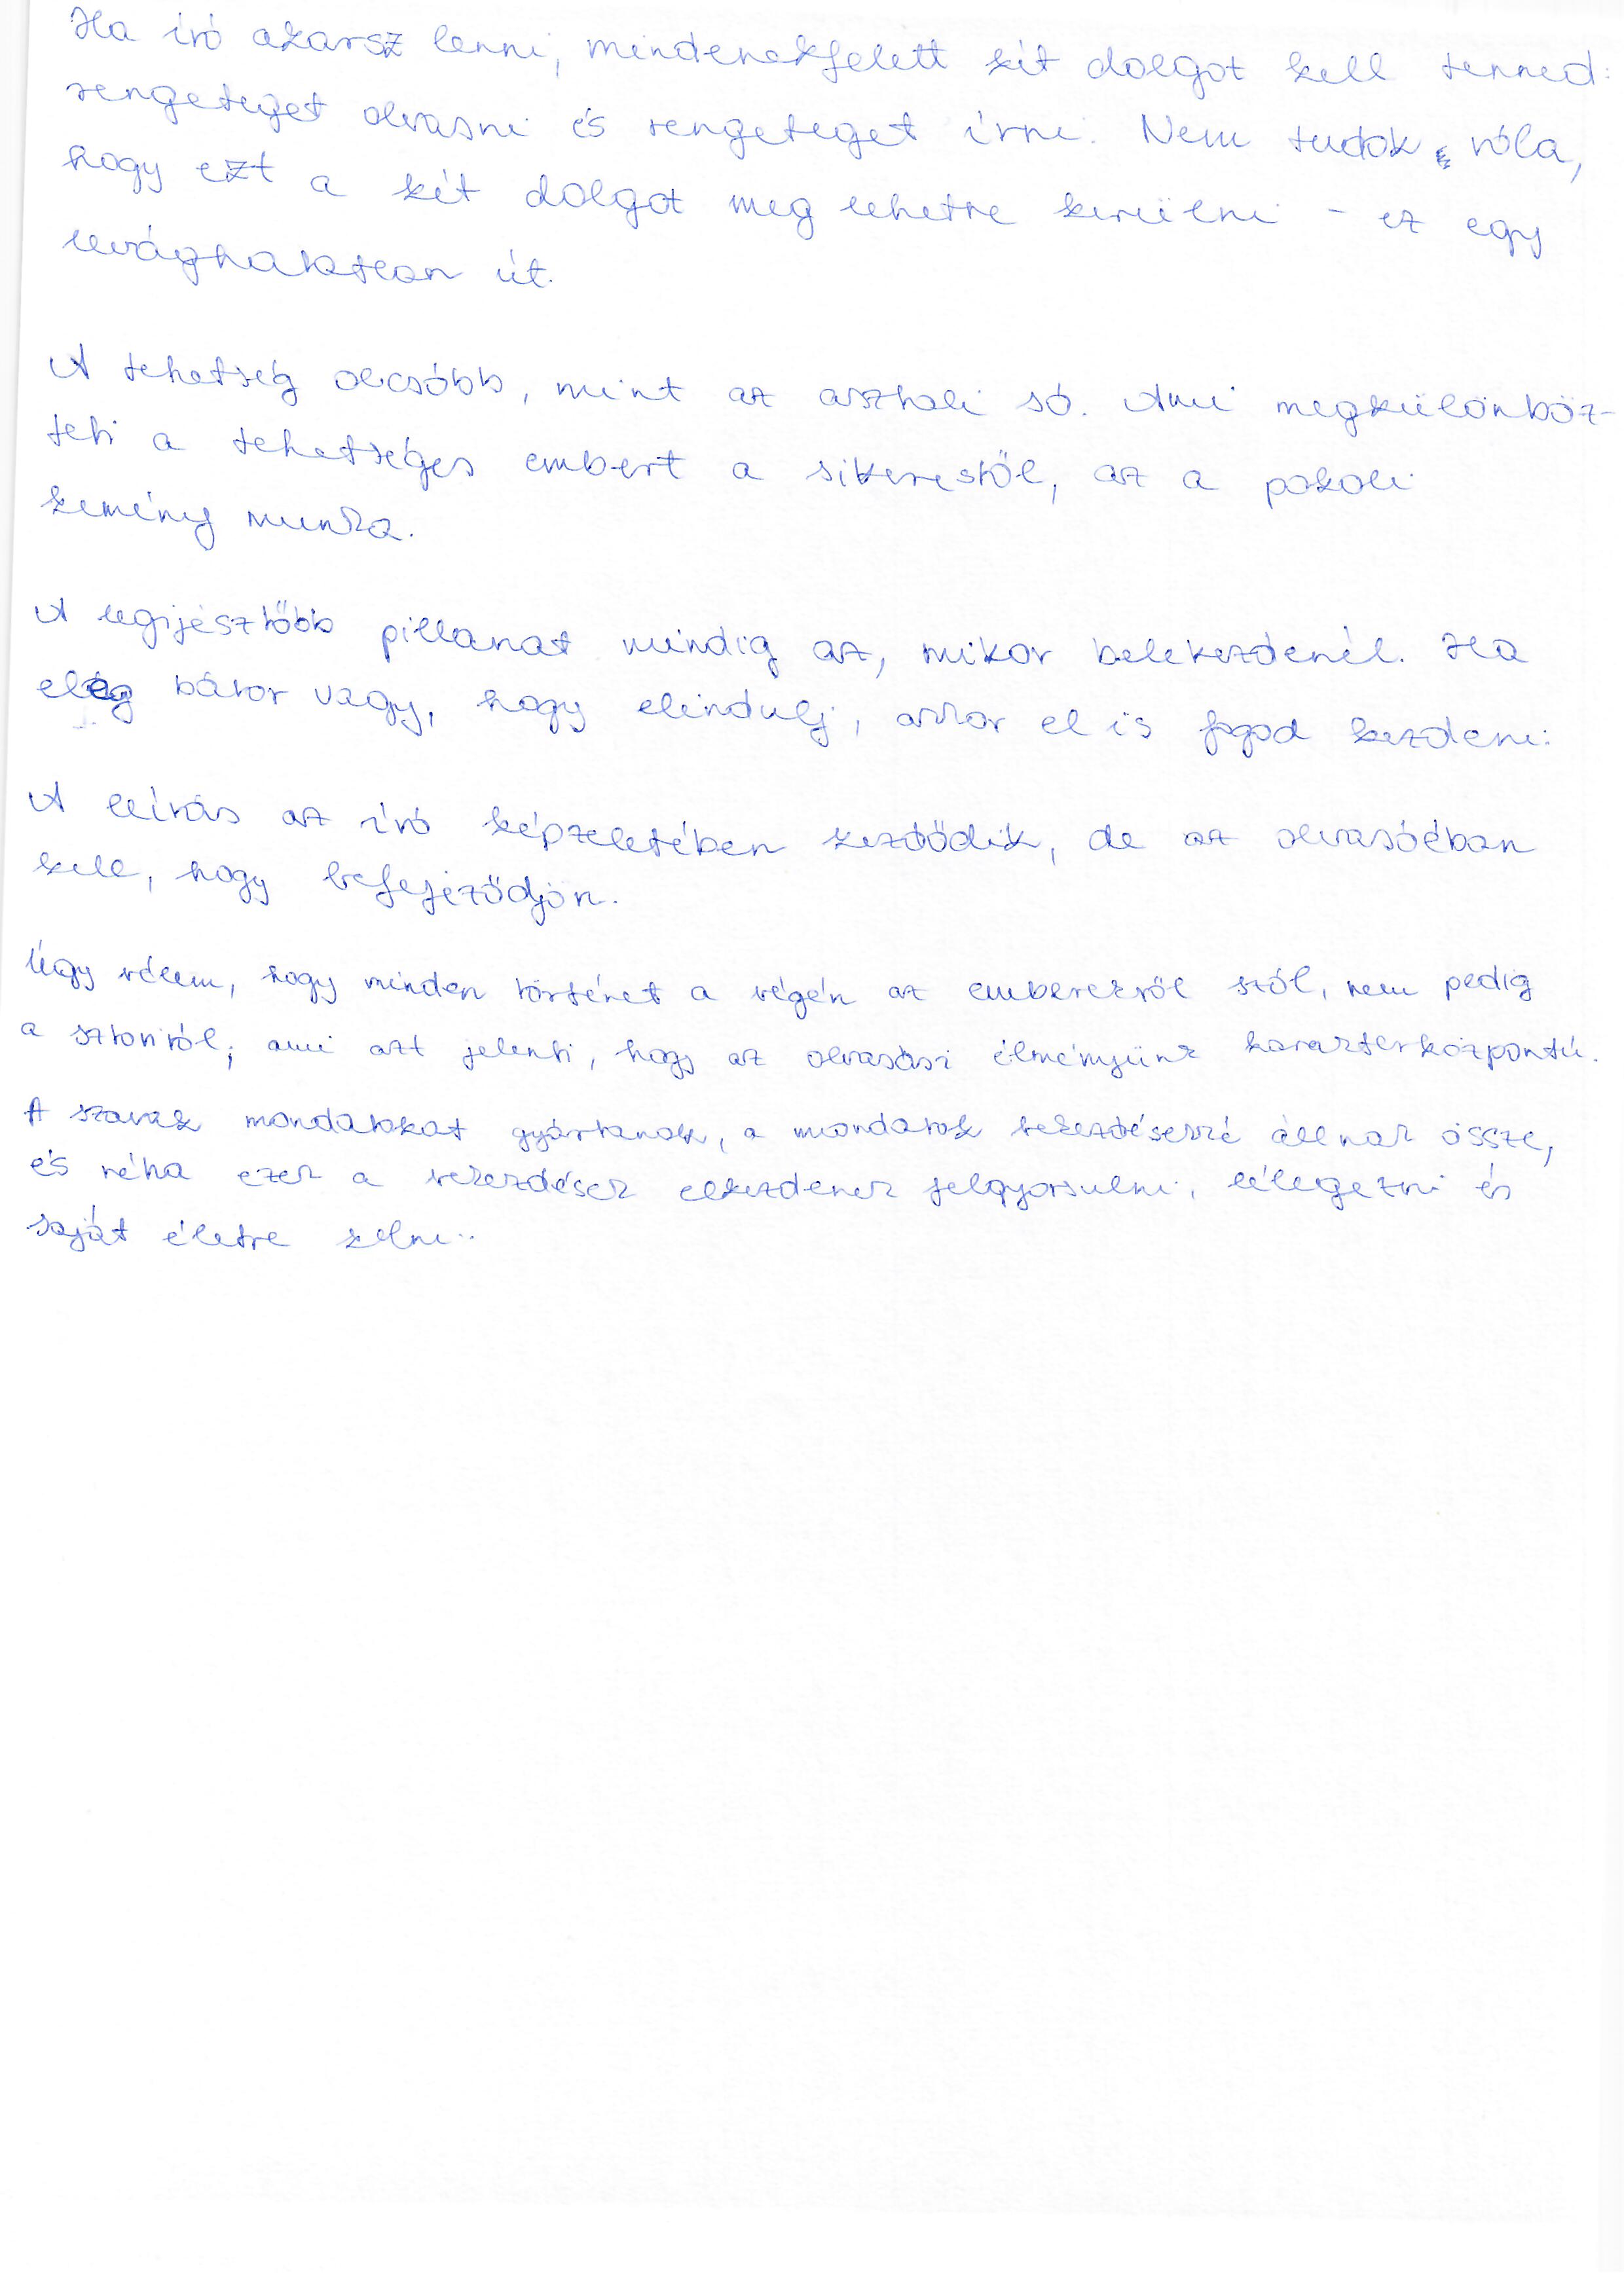 Ha író akarsz lenni, mindenekfelett két dolgot kell tenned:
rengeteget olvasni és rengeteget írni. Nem tudok róla,
hogy ezt a két dolgot meg lehetne kerülni - ez egy
levághatatlan út.
A tehetség olcsóbb, mint az asztali só. Ami megkülönböz-
teti a tehetséges embert a sikerestől, az a pokoli
kemény munka.
A legijesztőbb pillanat mindig az, mikor belekezdenél. Ha
elég bátor vagy, hogy elindulj, akkor el is fogod kezdeni.
A leírás az író képzeletében kezdődik, de az olvasóéban
kell, hogy befejeződjön.
Úgy vélem, hogy minden történet a végén az emberekről szól, nem pedig
a sztoriról; ami azt jelenti, hogy az olvasási élményünk karakterközpontú.
A szavak mondatokat gyártanak, a mondatok bekezdésekké állnak össze,
és néha ezek a bekezdések elkezdenek felgyorsulni, lélegezni és
saját életre kelni..